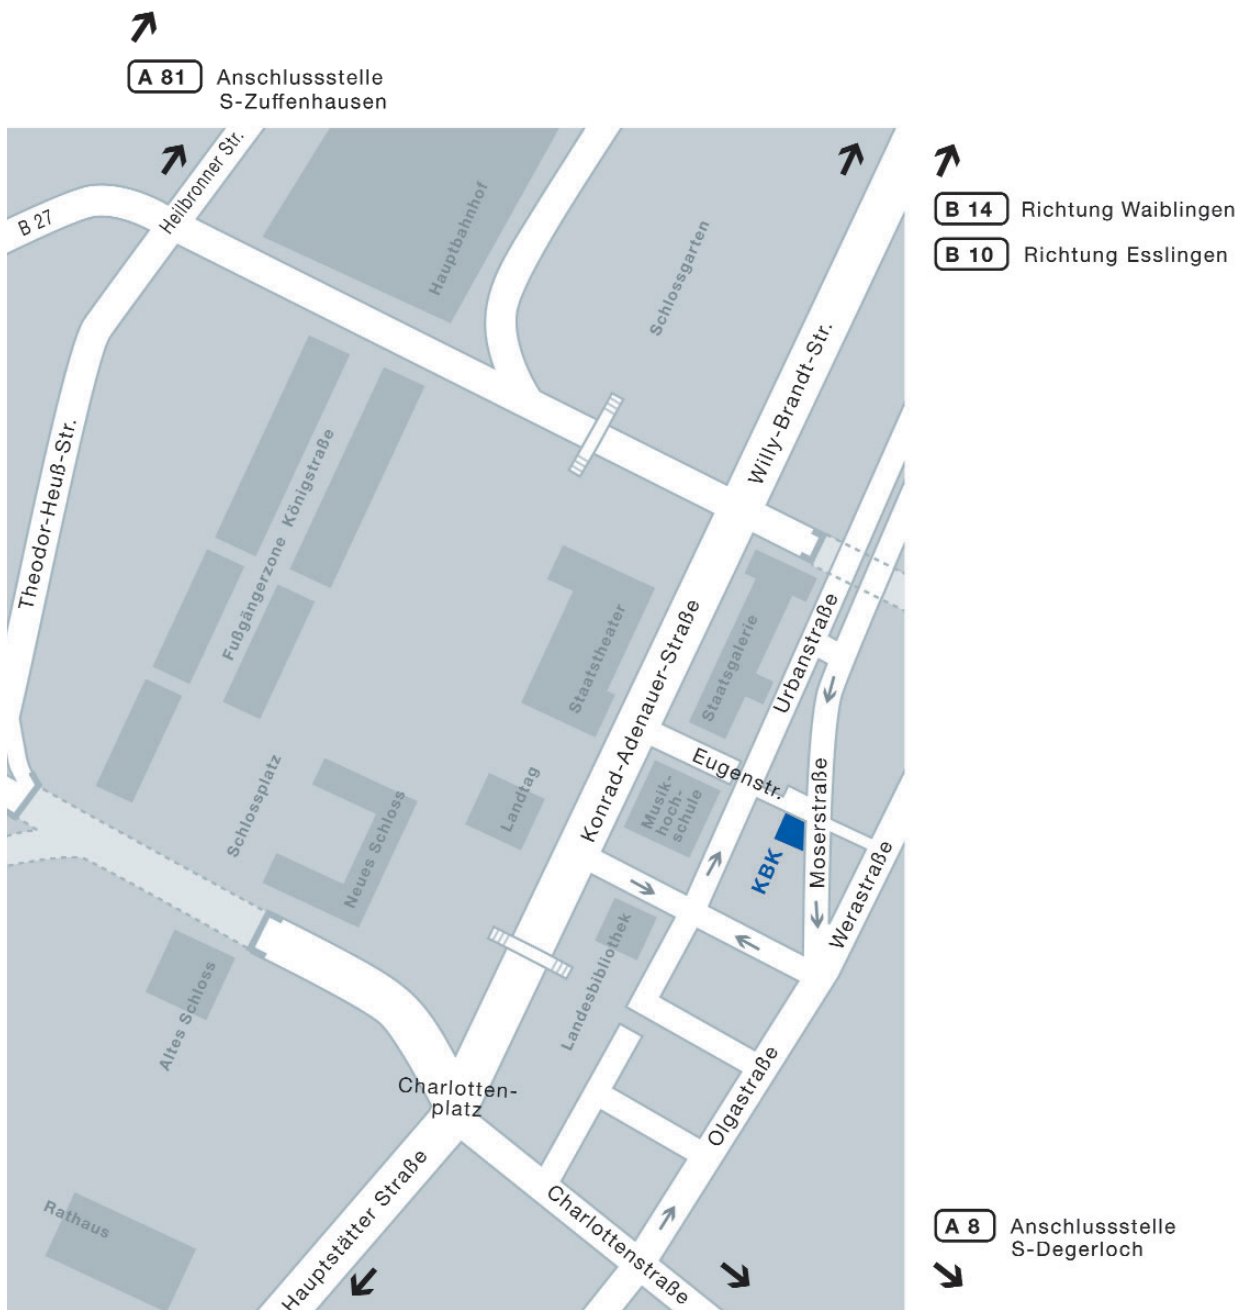 A 81 Anschlussstelle
S-Zuffenhausen
Heilbronner Str.
B 27
Hauptbahnhof
Schlossgarten
B 14 Richtung Waiblingen
B 10 Richtung Esslingen
Willy-Brandt-Str.
Theodor-Heuß-Str.
Fußgängerzone Königstraße
Staatstheater
Konrad-Adenauer-Straße
Staatsgalerie
Urbanstraße
Eugenstr.
Schlossplatz
Neues Schloss
Landtag
Musik-
hoch-
schule
KBK
Moserstraße
Werastraße
Altes Schloss
Landesbibliothek
Charlotten-
platz
Olgastraße
Hauptstätter Straße
Charlottenstraße
Rathaus
A 8 Anschlussstelle
S-Degerloch